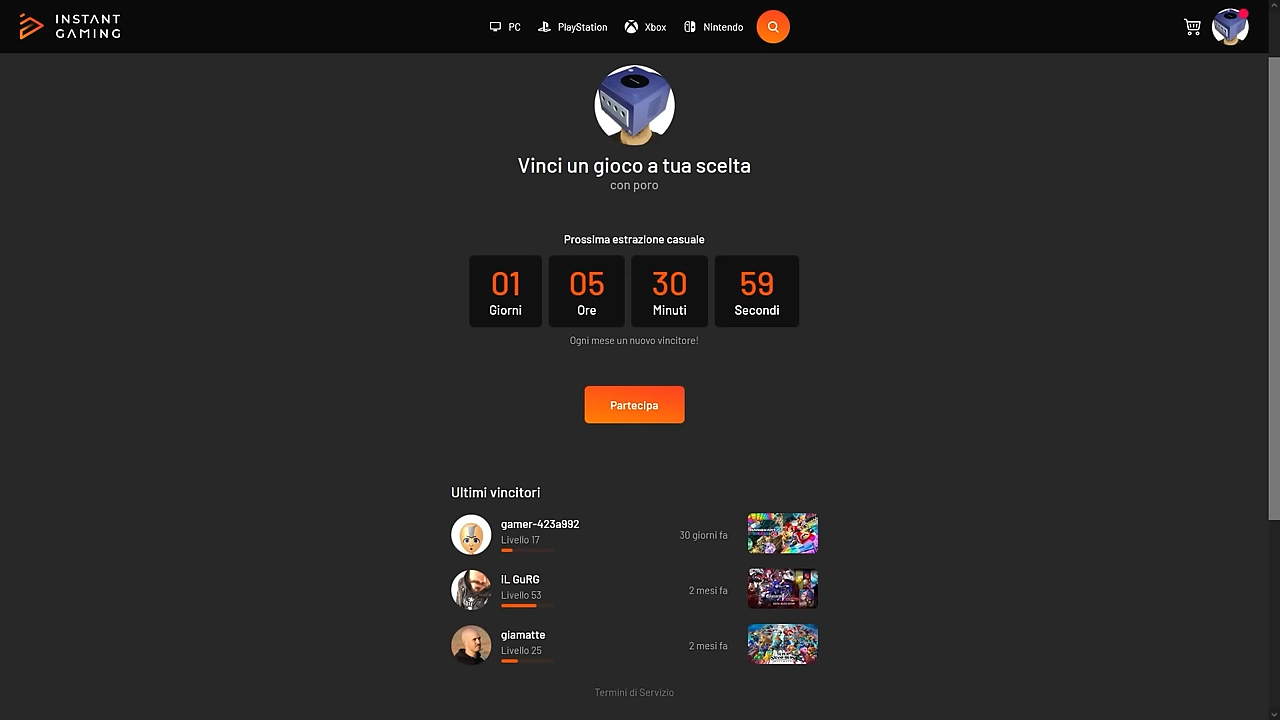 INSTANT
GAMING
PC
PlayStation
Xbox
Nintendo
Vinci un gioco a tua scelta
con poro
Prossima estrazione casuale
01
Giorni
05
Ore
30
Minuti
59
Secondi
Ogni mese un nuovo vincitore!
Partecipa
Ultimi vincitori
gamer-423a992
Livello 17
30 giorni fa
iL GuRG
Livello 53
2 mesi fa
giamatte
Livello 25
2 mesi fa
Termini di Servizio